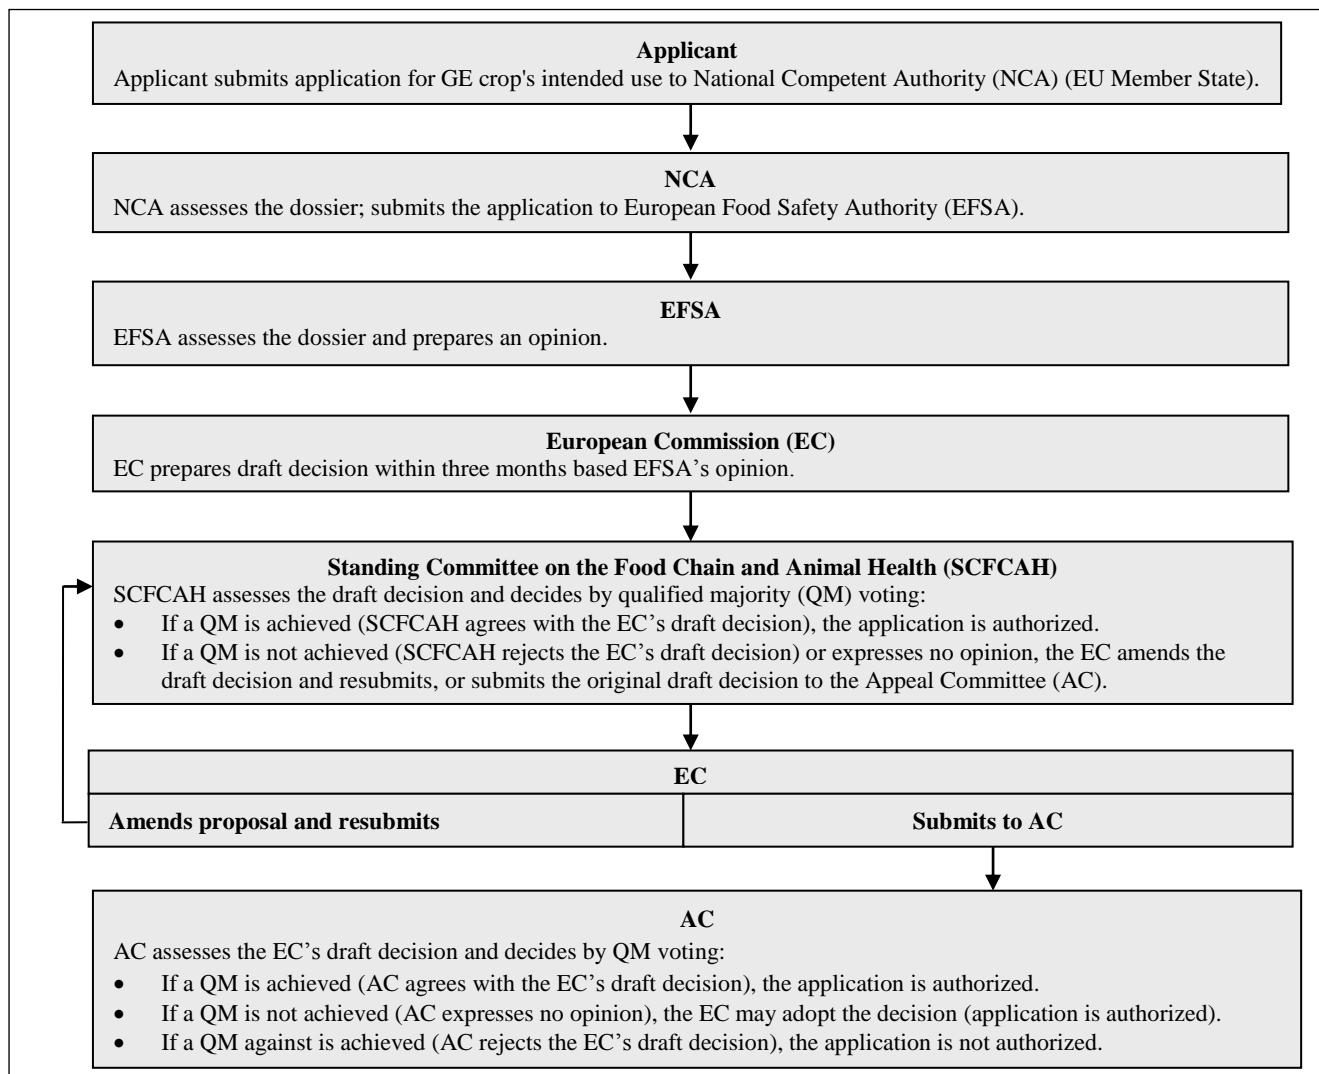 Applicant
Applicant submits application for GE crop's intended use to National Competent Authority (NCA) (EU Member State).
NCA
NCA assesses the dossier; submits the application to European Food Safety Authority (EFSA).
EFSA
EFSA assesses the dossier and prepares an opinion.
European Commission (EC)
EC prepares draft decision within three months based EFSA’s opinion.
Standing Committee on the Food Chain and Animal Health (SCFCAH)
SCFCAH assesses the draft decision and decides by qualified majority (QM) voting:
• If a QM is achieved (SCFCAH agrees with the EC’s draft decision), the application is authorized.
• If a QM is not achieved (SCFCAH rejects the EC’s draft decision) or expresses no opinion, the EC amends the
draft decision and resubmits, or submits the original draft decision to the Appeal Committee (AC).
EC
Amends proposal and resubmits
Submits to AC
AC
AC assesses the EC’s draft decision and decides by QM voting:
• If a QM is achieved (AC agrees with the EC’s draft decision), the application is authorized.
• If a QM is not achieved (AC expresses no opinion), the EC may adopt the decision (application is authorized).
• If a QM against is achieved (AC rejects the EC’s draft decision), the application is not authorized.